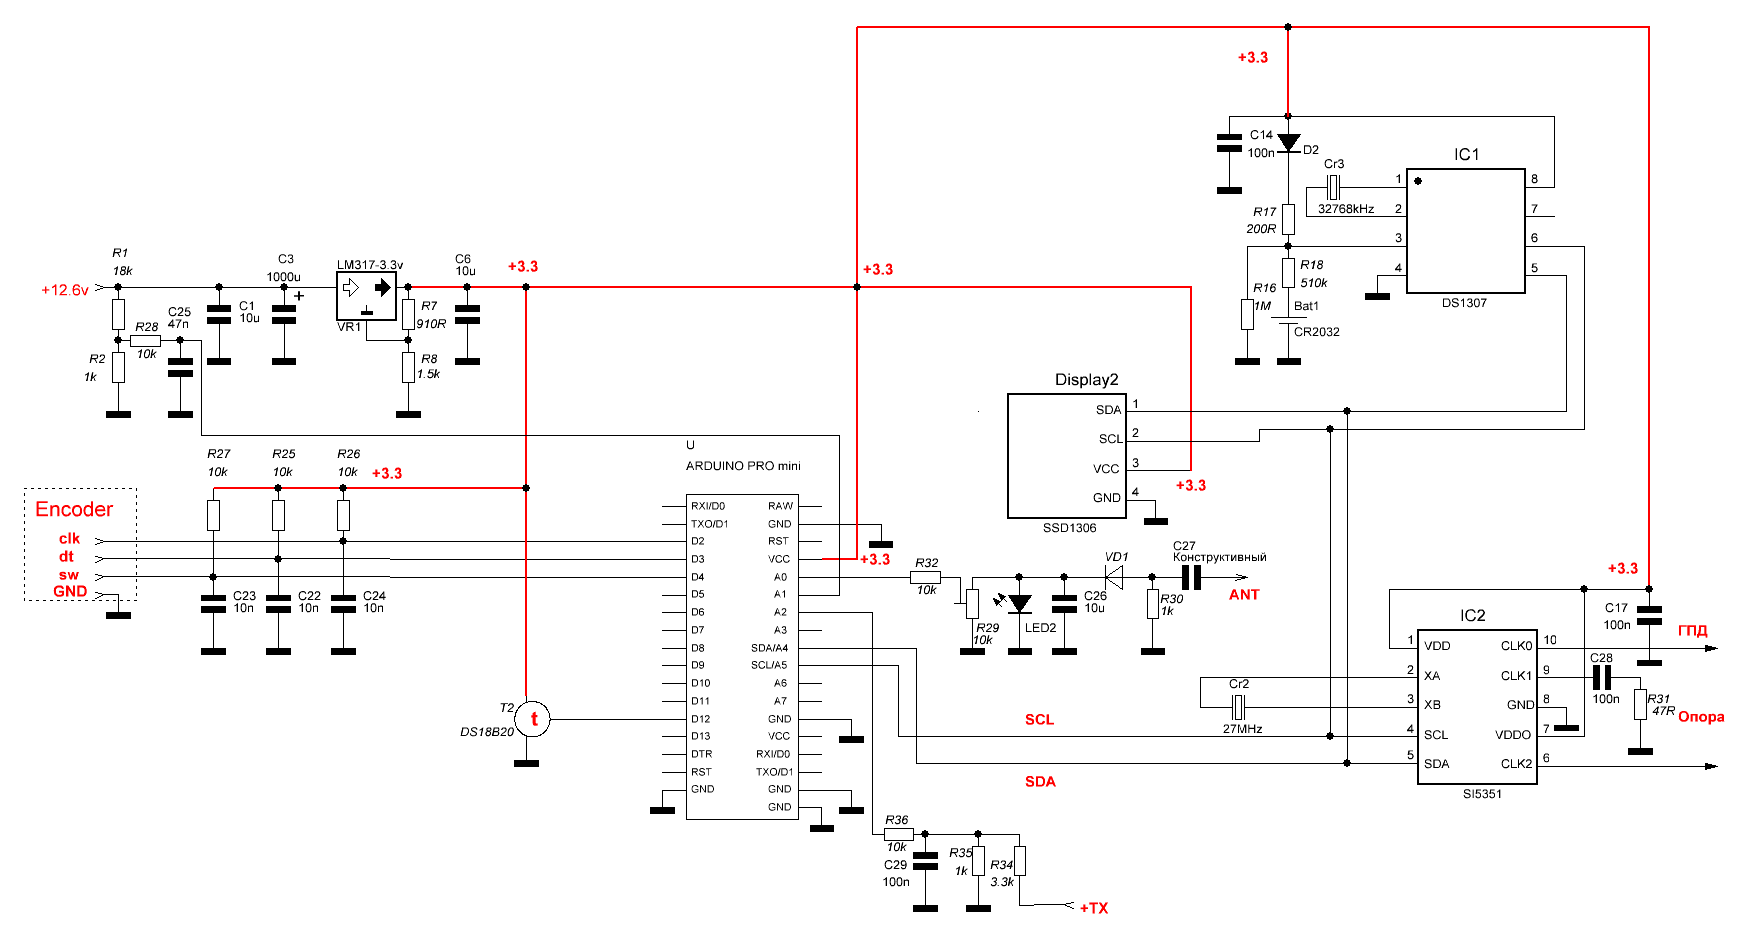 +3.3
C14
100n
D2
Cr3
32768kHz
IC1
1
2
3
4
8
7
6
5
DS1307
R17
200R
R18
510k
R16
1M
Bat1
CR2032
R1
18k
+12.6v
C25
47n
R28
10k
R2
1k
C1
10u
C3
1000u
+
LM317-3.3v
VR1
R7
910R
R8
1.5k
C6
10u
+3.3
+3.3
Display2
SDA 1
SCL 2
VCC 3
GND 4
SSD1306
+3.3
R27
10k
R25
10k
R26
10k
+3.3
Encoder
clk
dt
sw
GND
C23
10n
C22
10n
C24
10n
T2
t
DS18B20
U
ARDUINO PRO mini
RXI/D0 RAW
TXO/D1 GND
D2 RST
D3 VCC
D4 A0
D5 A1
D6 A2
D7 A3
D8 SDA/A4
D9 SCL/A5
D10 A6
D11 A7
D12 GND
D13 VCC
DTR RXI/D0
RST TXO/D1
GND GND
GND
+3.3
R32
10k
R29
10k
LED2
C26
10u
VD1
R30
1k
C27
Конструктивный
ANT
+3.3
C17
100n
IC2
1 VDD CLK0 10
2 XA CLK1 9
3 XB GND 8
4 SCL VDDO 7
5 SDA CLK2 6
SI5351
ГПД
C28
100n
R31
47R
Опора
Cr2
27MHz
SCL
SDA
R36
10k
C29
100n
R35
1k
R34
3.3k
+TX